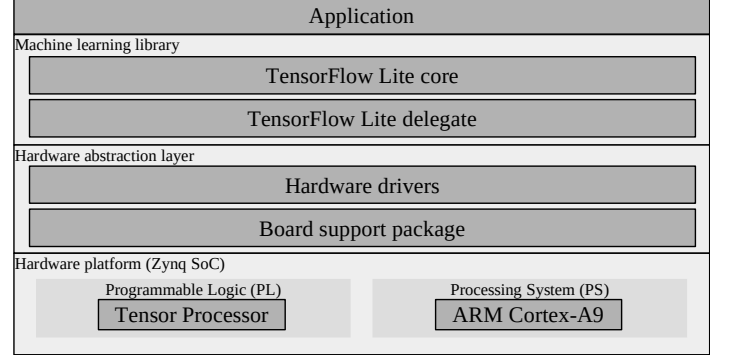 Application
Machine learning library
TensorFlow Lite core
TensorFlow Lite delegate
Hardware abstraction layer
Hardware drivers
Board support package
Hardware platform (Zynq SoC)
Programmable Logic (PL)
Tensor Processor
Processing System (PS)
ARM Cortex-A9